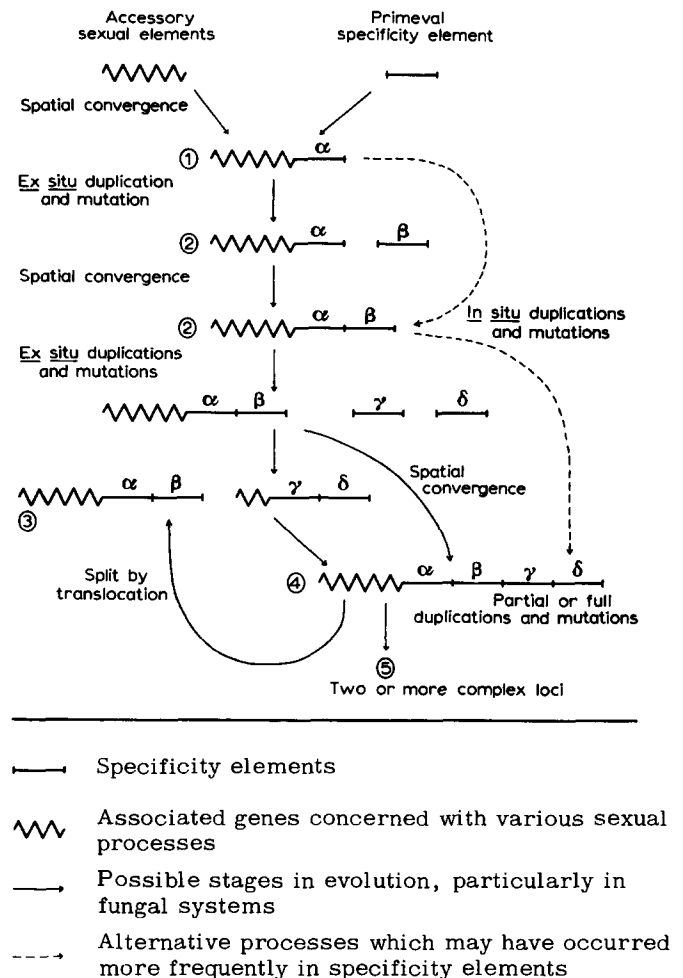 Accessory
sexual elements
Primeval
specificity element
Spatial convergence
① α
Ex situ duplication
and mutation
② α β
Spatial convergence
② α β
In situ duplications
and mutations
Ex situ duplications
and mutations
α β γ δ
Spatial
convergence
α β γ δ
③
Split by
translocation
④ α β γ δ
Partial or full
duplications and mutations
⑤
Two or more complex loci
Specificity elements
Associated genes concerned with various sexual
processes
Possible stages in evolution, particularly in
fungal systems
Alternative processes which may have occurred
more frequently in specificity elements